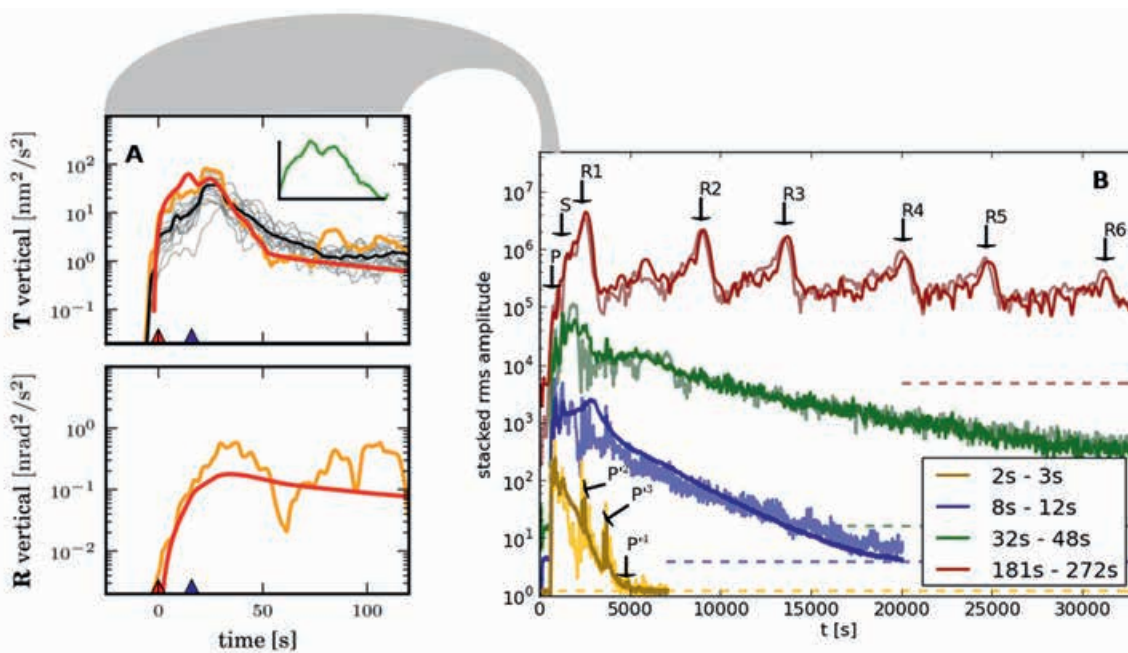 A
T vertical [nm²/s²]
10²
10¹
10⁰
10⁻¹
R vertical [nrad²/s²]
10⁰
10⁻¹
10⁻²
0
50
100
time [s]
B
stacked rms amplitude
10⁷
10⁶
10⁵
10⁴
10³
10²
10¹
10⁰
P
S
R1
R2
R3
R4
R5
R6
P'²
P'³
2s - 3s
8s - 12s
32s - 48s
181s - 272s
0
5000
10000
15000
20000
25000
30000
t [s]